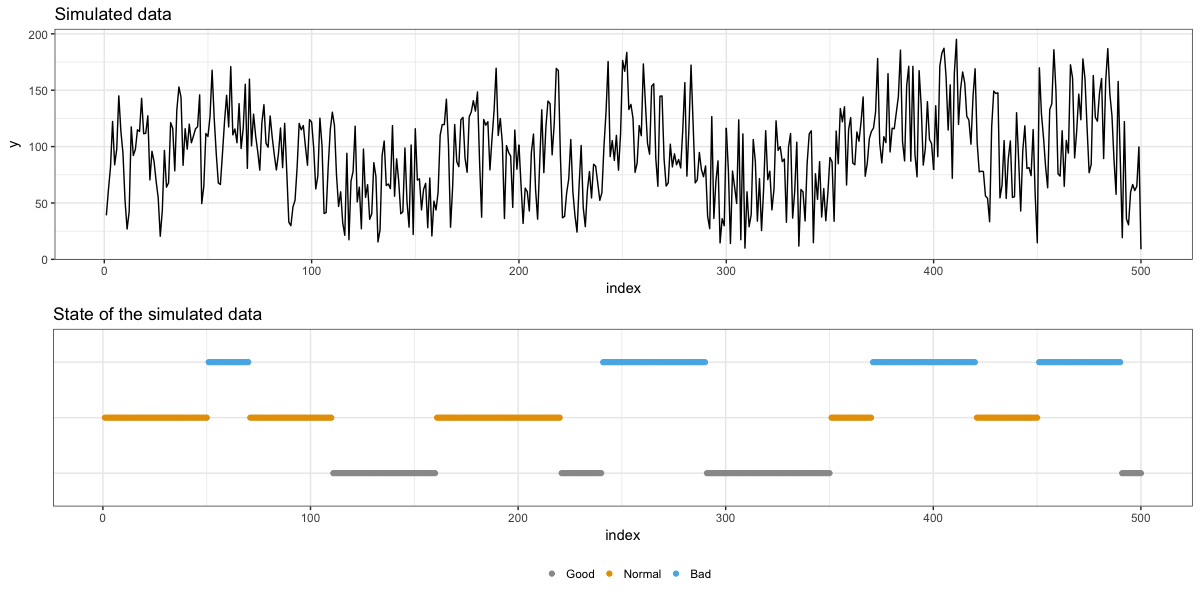 Simulated data
200
150
100
50
0
y
0 100 200 300 400 500
index
State of the simulated data
0 100 200 300 400 500
index
Good Normal Bad